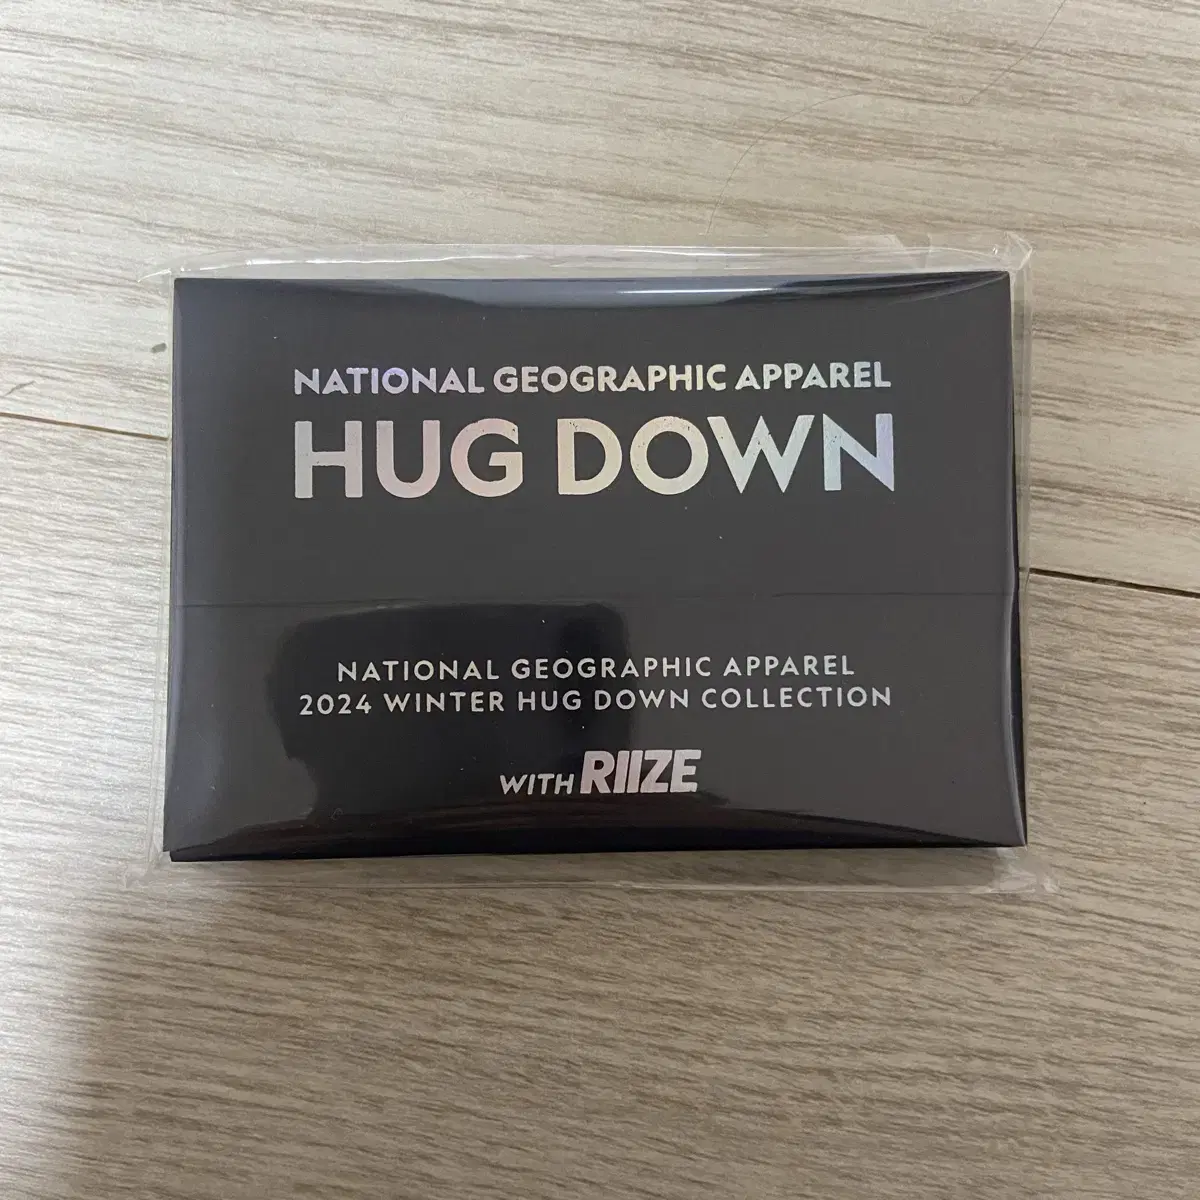 NATIONAL GEOGRAPHIC APPAREL
HUG DOWN
NATIONAL GEOGRAPHIC APPAREL
2024 WINTER HUG DOWN COLLECTION
WITH RIIZE